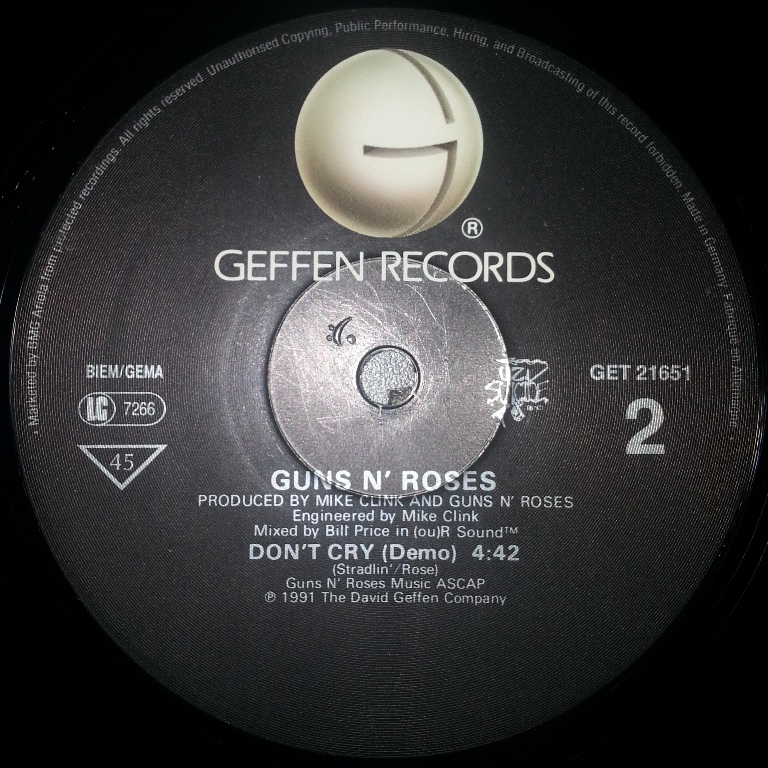 • Marketed by BMG Ariola from protected recordings. All rights reserved. Unauthorised Copying, Public Performance, Hiring, and Broadcasting of this record forbidden. Made in Germany. Fabriqué en Allemagne •
®
GEFFEN RECORDS
BIEM/GEMA
LC 7266
45
UZI SUICIDE
GET 21651
2
GUNS N' ROSES
PRODUCED BY MIKE CLINK AND GUNS N' ROSES
Engineered by Mike Clink
Mixed by Bill Price in (ou)R Sound™
DON'T CRY (Demo) 4:42
(Stradlin'/Rose)
Guns N' Roses Music ASCAP
℗ 1991 The David Geffen Company